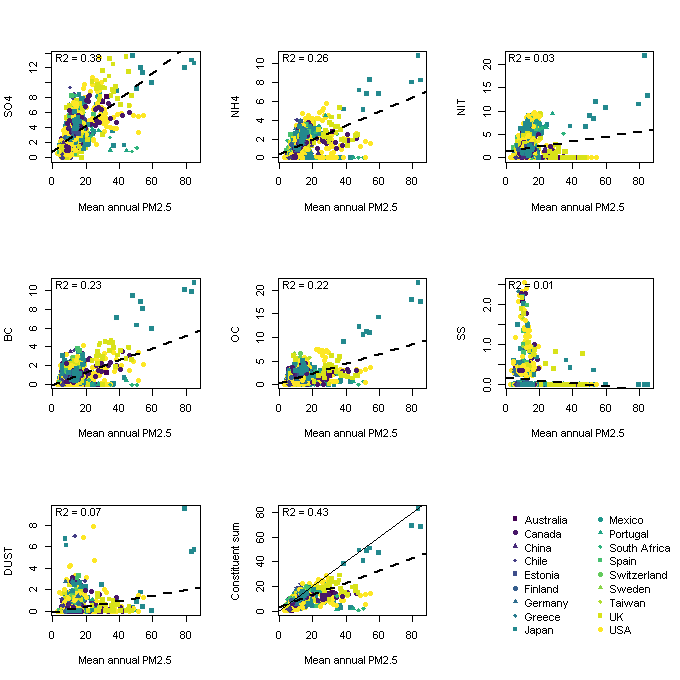 R2 = 0.38
SO4
0 2 4 6 8 12
0 20 40 60 80
Mean annual PM2.5
R2 = 0.26
NH4
0 2 4 6 8 10
0 20 40 60 80
Mean annual PM2.5
R2 = 0.03
NIT
0 5 10 15 20
0 20 40 60 80
Mean annual PM2.5
R2 = 0.23
BC
0 2 4 6 8 10
0 20 40 60 80
Mean annual PM2.5
R2 = 0.22
OC
0 5 10 15 20
0 20 40 60 80
Mean annual PM2.5
R2 = 0.01
SS
0.0 1.0 2.0
0 20 40 60 80
Mean annual PM2.5
R2 = 0.07
DUST
0 2 4 6 8
0 20 40 60 80
Mean annual PM2.5
R2 = 0.43
Constituent sum
0 20 40 60 80
0 20 40 60 80
Mean annual PM2.5
Australia
Canada
China
Chile
Estonia
Finland
Germany
Greece
Japan
Mexico
Portugal
South Africa
Spain
Switzerland
Sweden
Taiwan
UK
USA